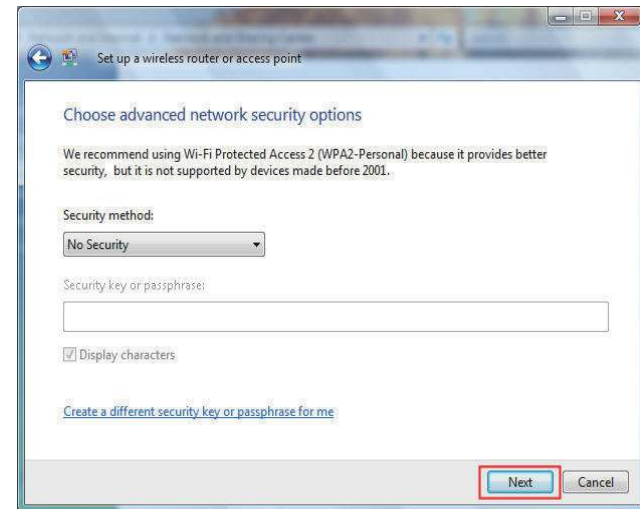 Set up a wireless router or access point
Choose advanced network security options
We recommend using Wi-Fi Protected Access 2 (WPA2-Personal) because it provides better
security, but it is not supported by devices made before 2001.
Security method:
No Security
Security key or passphrase:
Display characters
Create a different security key or passphrase for me
Next Cancel